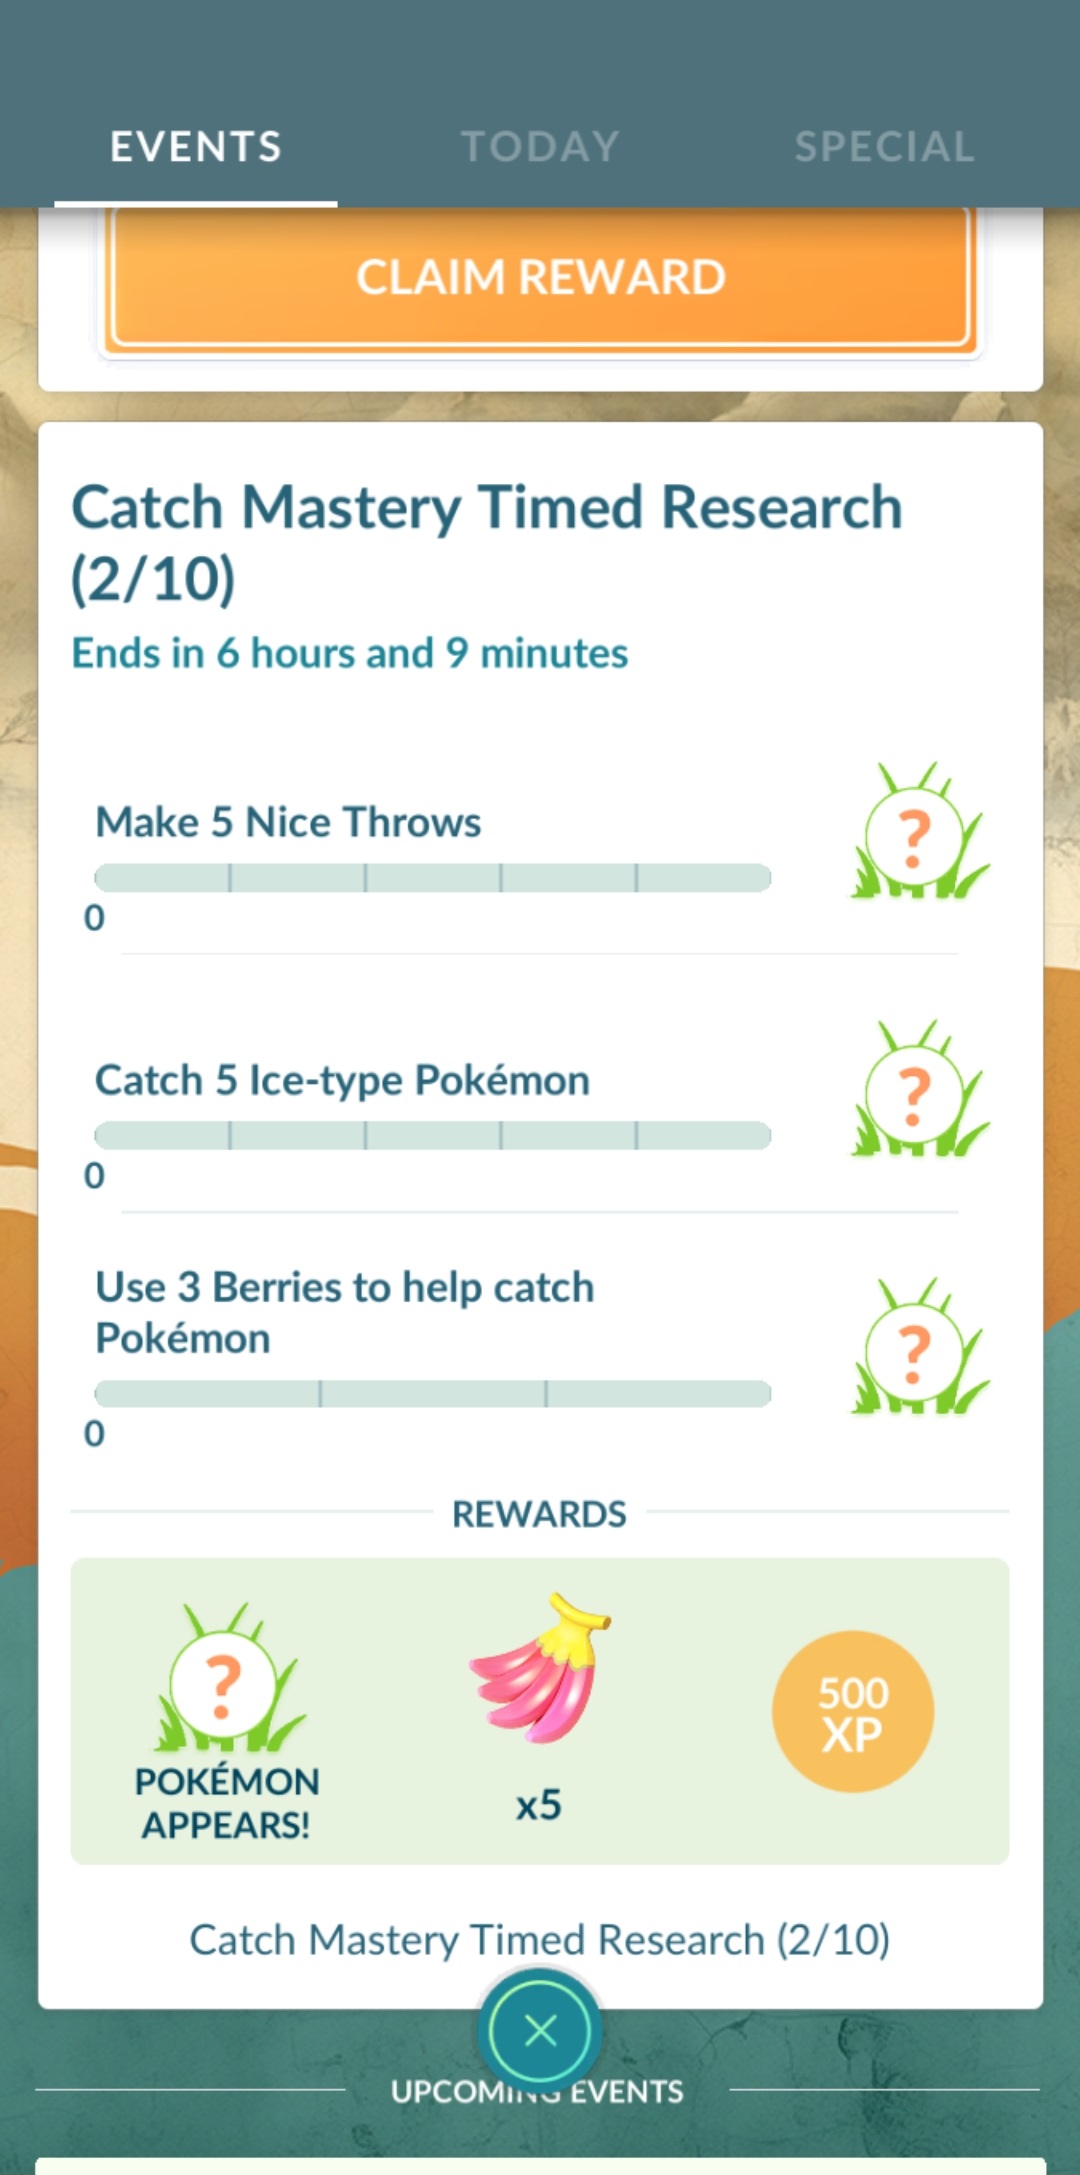 EVENTS
TODAY
SPECIAL
CLAIM REWARD
Catch Mastery Timed Research
(2/10)
Ends in 6 hours and 9 minutes
Make 5 Nice Throws
?
0
Catch 5 Ice-type Pokémon
?
0
Use 3 Berries to help catch
Pokémon
?
0
REWARDS
?
POKÉMON
APPEARS!
x5
500
XP
Catch Mastery Timed Research (2/10)
UPCOMING EVENTS